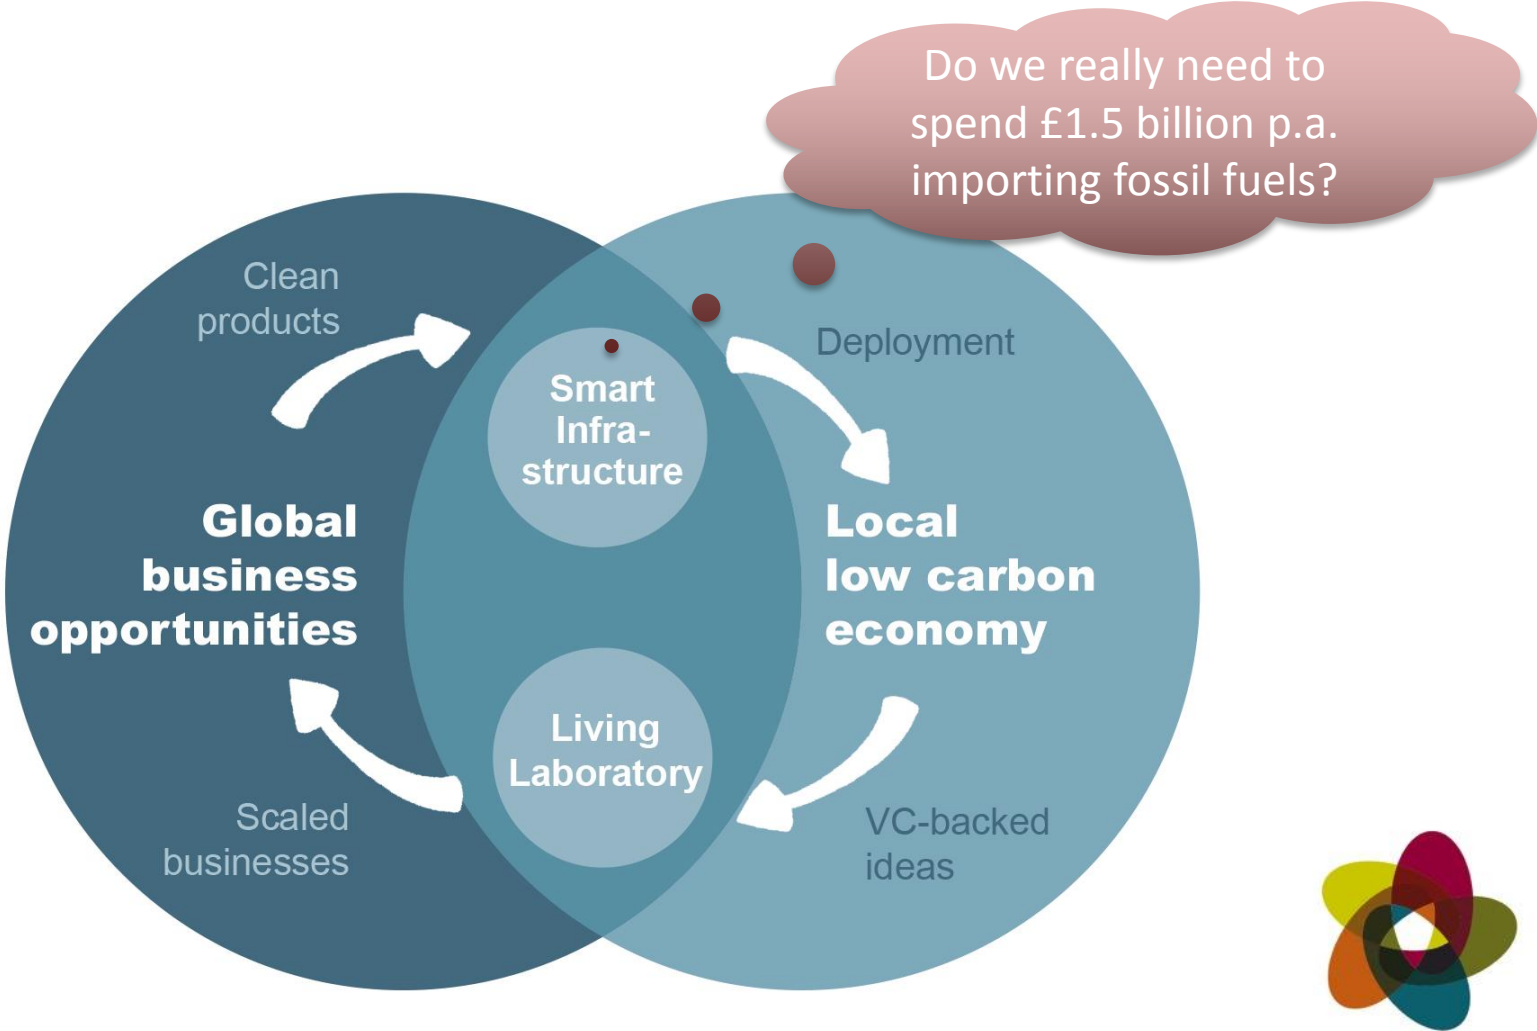 Do we really need to
spend £1.5 billion p.a.
importing fossil fuels?
Clean
products
Deployment
Smart
Infra-
structure
Global
business
opportunities
Local
low carbon
economy
Living
Laboratory
Scaled
businesses
VC-backed
ideas